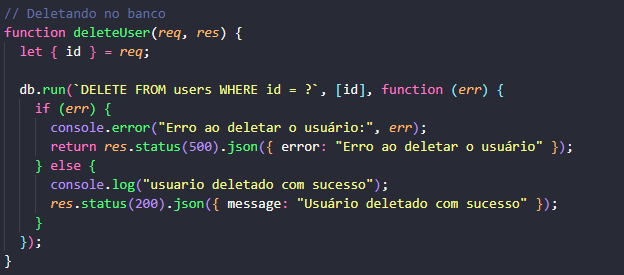 // Deletando no banco
function deleteUser(req, res) {
  let { id } = req;

  db.run(`DELETE FROM users WHERE id = ?`, [id], function (err) {
    if (err) {
      console.error("Erro ao deletar o usuário:", err);
      return res.status(500).json({ error: "Erro ao deletar o usuário" });
    } else {
      console.log("usuario deletado com sucesso");
      res.status(200).json({ message: "Usuário deletado com sucesso" });
    }
  });
}